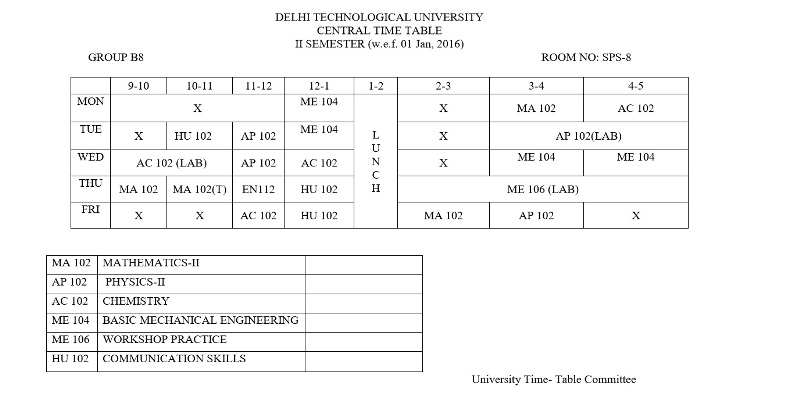 DELHI TECHNOLOGICAL UNIVERSITY
CENTRAL TIME TABLE
II SEMESTER (w.e.f. 01 Jan, 2016)
GROUP B8 ROOM NO: SPS-8
9-10 10-11 11-12 12-1 1-2 2-3 3-4 4-5
MON X ME 104 X MA 102 AC 102
TUE X HU 102 AP 102 ME 104 X AP 102(LAB)
WED AC 102 (LAB) AP 102 AC 102 X ME 104 ME 104
THU MA 102 MA 102(T) EN112 HU 102 ME 106 (LAB)
FRI X X AC 102 HU 102 MA 102 AP 102 X
L
U
N
C
H
MA 102 MATHEMATICS-II
AP 102 PHYSICS-II
AC 102 CHEMISTRY
ME 104 BASIC MECHANICAL ENGINEERING
ME 106 WORKSHOP PRACTICE
HU 102 COMMUNICATION SKILLS
University Time- Table Committee